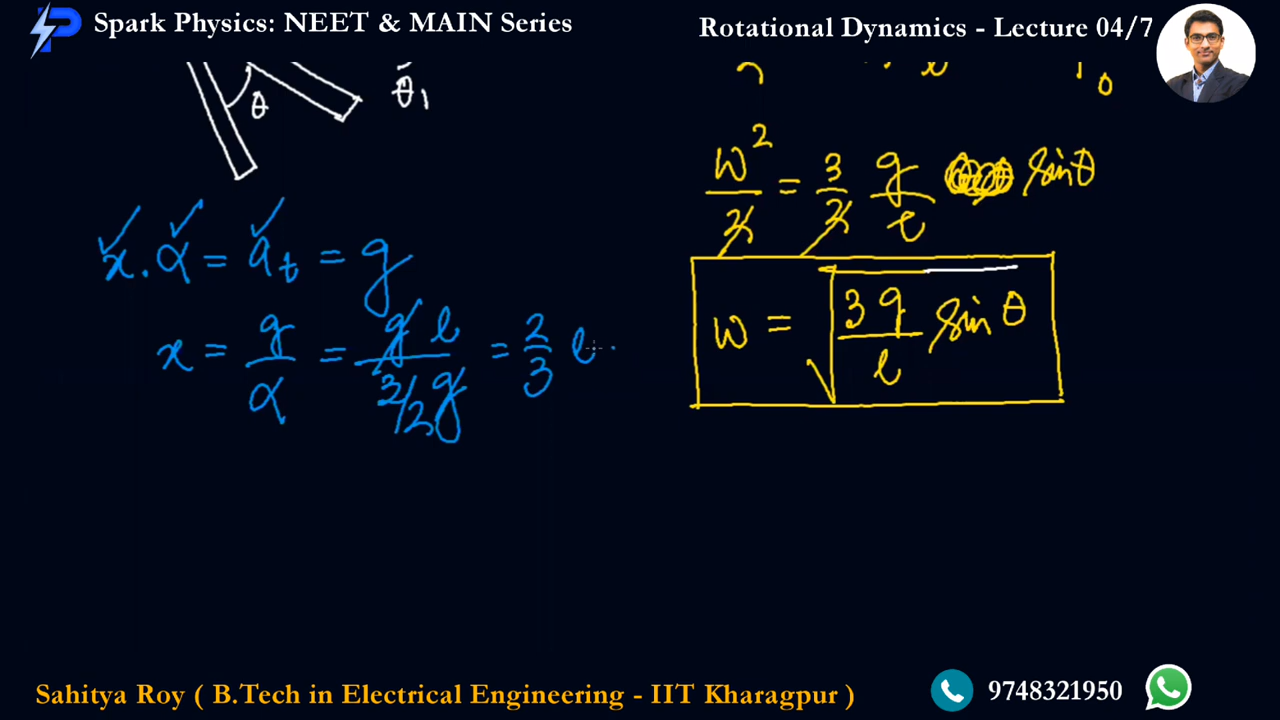 Spark Physics: NEET & MAIN Series
Rotational Dynamics - Lecture 04/7
θ
θ₁
0
ω²/2 = 3/2 g/l sinθ
x . α = a_t = g
x = g/α = g l / 3/2 g = 2/3 l
ω = √(3g/l sinθ)
Sahitya Roy ( B.Tech in Electrical Engineering - IIT Kharagpur )
9748321950